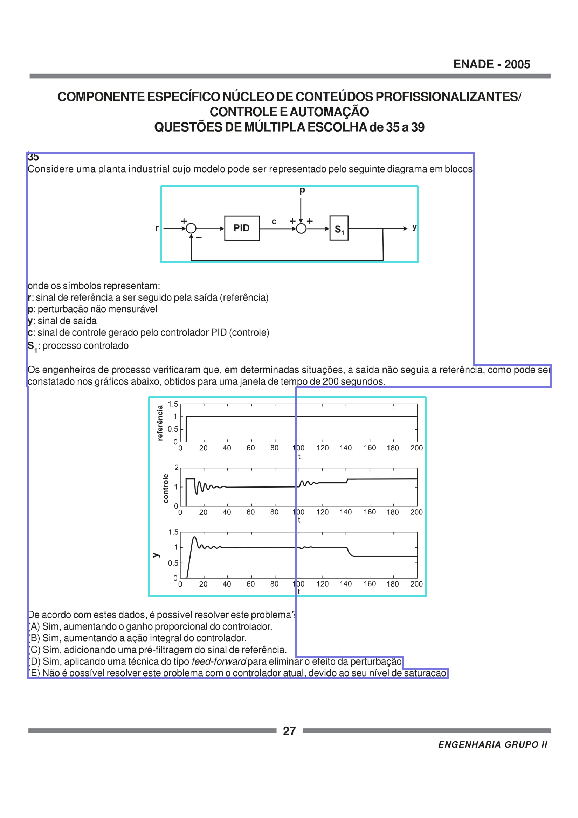 ENADE - 2005
COMPONENTE ESPECÍFICO NÚCLEO DE CONTEÚDOS PROFISSIONALIZANTES/
CONTROLE E AUTOMAÇÃO
QUESTÕES DE MÚLTIPLA ESCOLHA de 35 a 39
35
Considere uma planta industrial cujo modelo pode ser representado pelo seguinte diagrama em blocos
p
r + − PID c + + S1 y
onde os símbolos representam:
r: sinal de referência a ser seguido pela saída (referência)
p: perturbação não mensurável
y: sinal de saída
c: sinal de controle gerado pelo controlador PID (controle)
S1: processo controlado
Os engenheiros de processo verificaram que, em determinadas situações, a saída não seguia a referência, como pode ser
constatado nos gráficos abaixo, obtidos para uma janela de tempo de 200 segundos.
referência
1.5
1
0.5
0
0 20 40 60 80 100 120 140 160 180 200
t
controle
2
1
0
0 20 40 60 80 100 120 140 160 180 200
t
y
1.5
1
0.5
0
0 20 40 60 80 100 120 140 160 180 200
t
De acordo com estes dados, é possível resolver este problema?
(A) Sim, aumentando o ganho proporcional do controlador.
(B) Sim, aumentando a ação integral do controlador.
(C) Sim, adicionando uma pré-filtragem do sinal de referência.
(D) Sim, aplicando uma técnica do tipo feed-forward para eliminar o efeito da perturbação.
(E) Não é possível resolver este problema com o controlador atual, devido ao seu nível de saturação.
27
ENGENHARIA GRUPO II